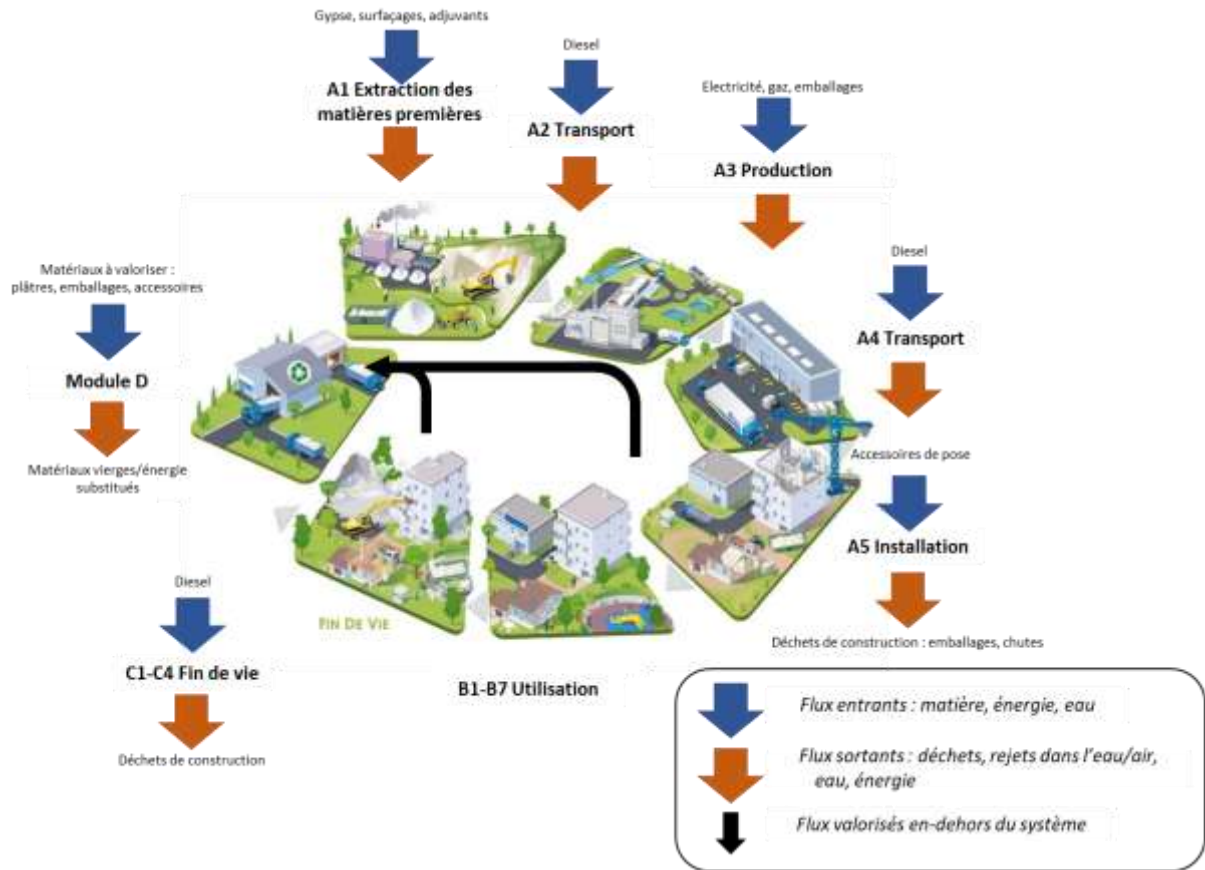 Gypse, surfaçages, adjuvants
A1 Extraction des
matières premières
Diesel
A2 Transport
Electricité, gaz, emballages
A3 Production
Diesel
A4 Transport
Accessoires de pose
A5 Installation
Déchets de construction : emballages, chutes
B1-B7 Utilisation
FIN DE VIE
Diesel
C1-C4 Fin de vie
Déchets de construction
Matériaux à valoriser :
plâtres, emballages, accessoires
Module D
Matériaux vierges/énergie
substitués
Flux entrants : matière, énergie, eau
Flux sortants : déchets, rejets dans l'eau/air,
eau, énergie
Flux valorisés en-dehors du système